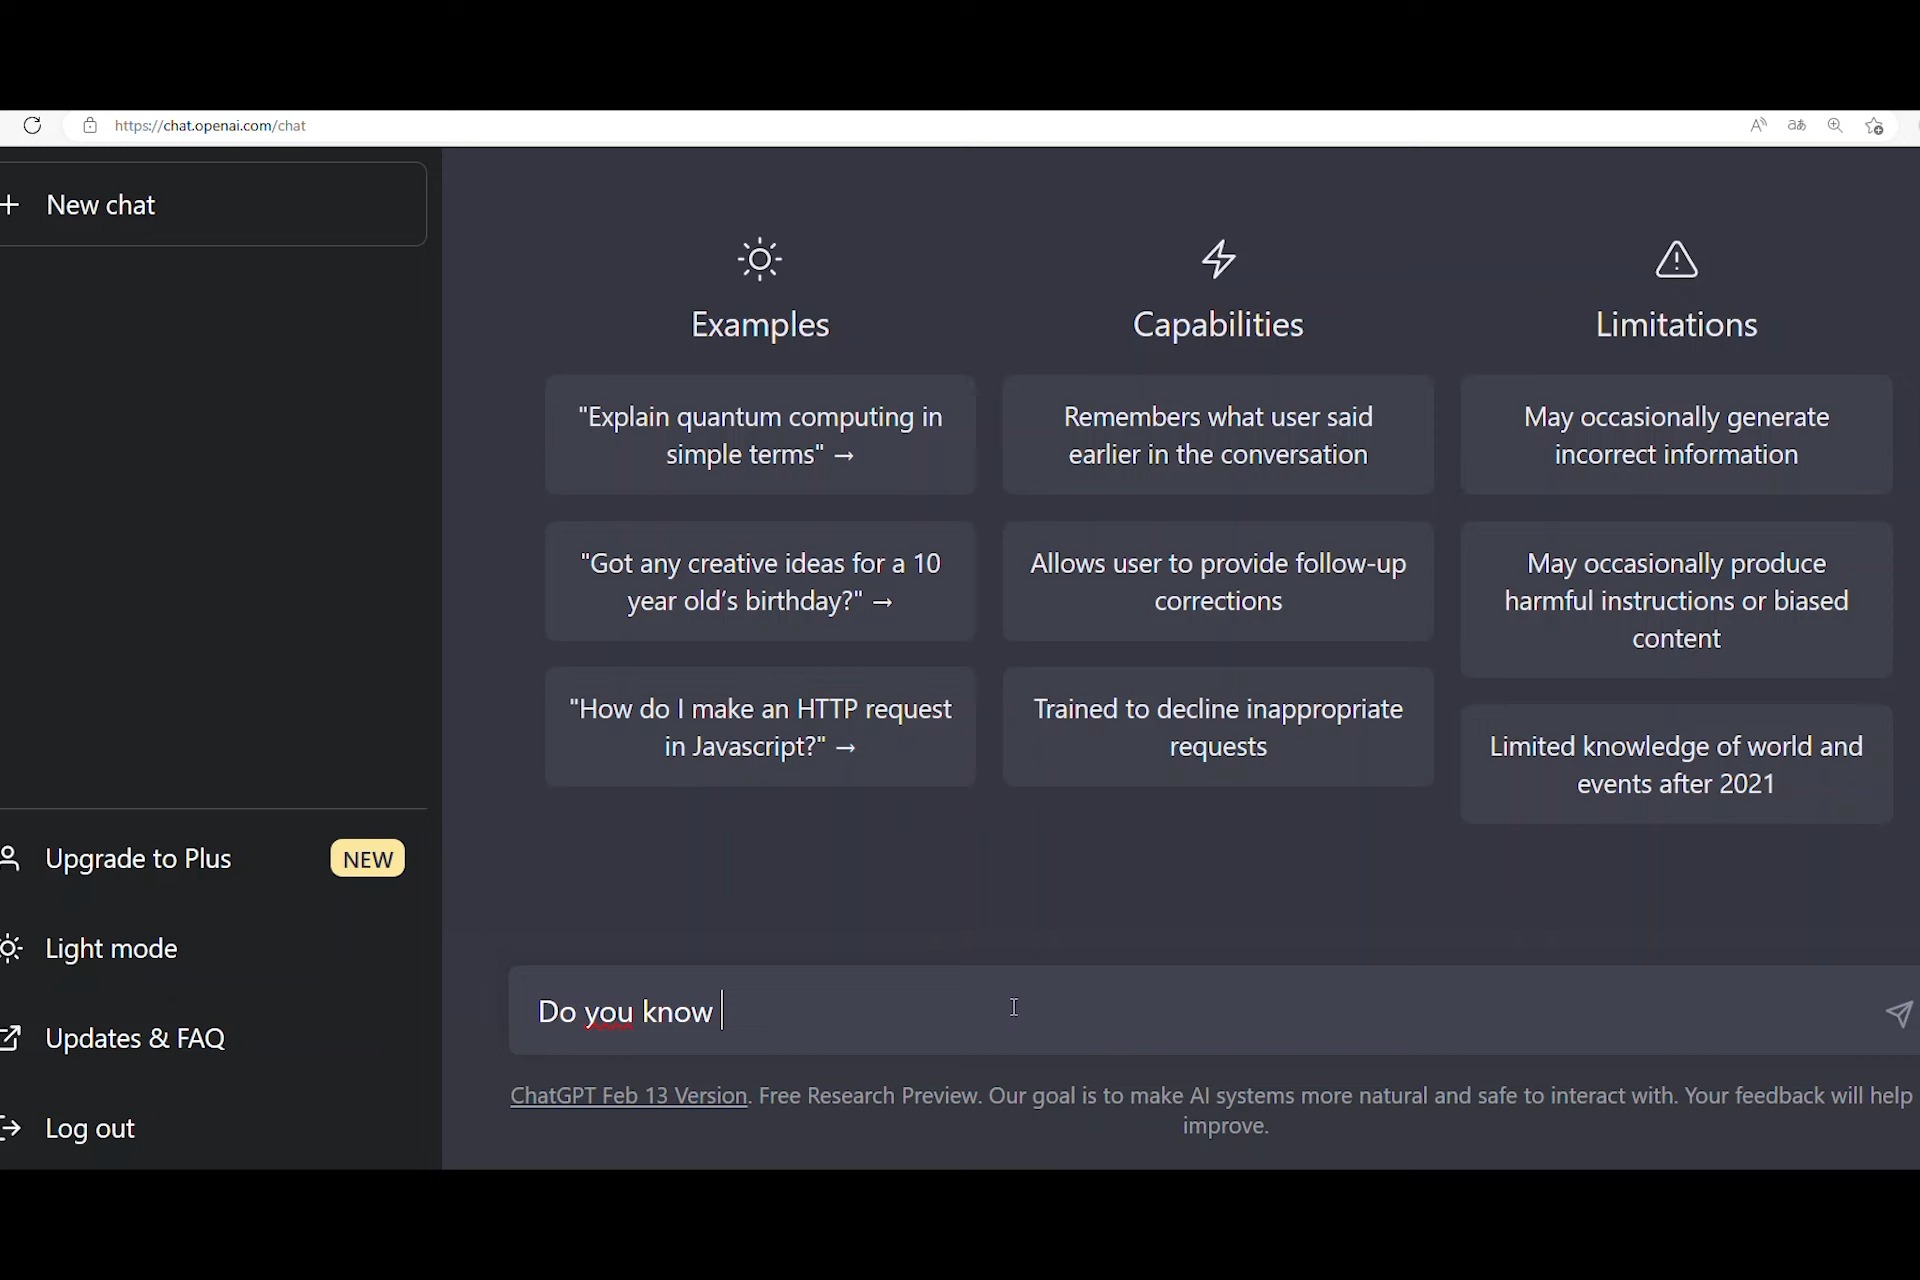 https://chat.openai.com/chat
New chat
Examples
"Explain quantum computing in
simple terms" →
"Got any creative ideas for a 10
year old's birthday?" →
"How do I make an HTTP request
in Javascript?" →
Capabilities
Remembers what user said
earlier in the conversation
Allows user to provide follow-up
corrections
Trained to decline inappropriate
requests
Limitations
May occasionally generate
incorrect information
May occasionally produce
harmful instructions or biased
content
Limited knowledge of world and
events after 2021
Upgrade to Plus
NEW
Light mode
Updates & FAQ
Log out
Do you know
ChatGPT Feb 13 Version. Free Research Preview. Our goal is to make AI systems more natural and safe to interact with. Your feedback will help
improve.